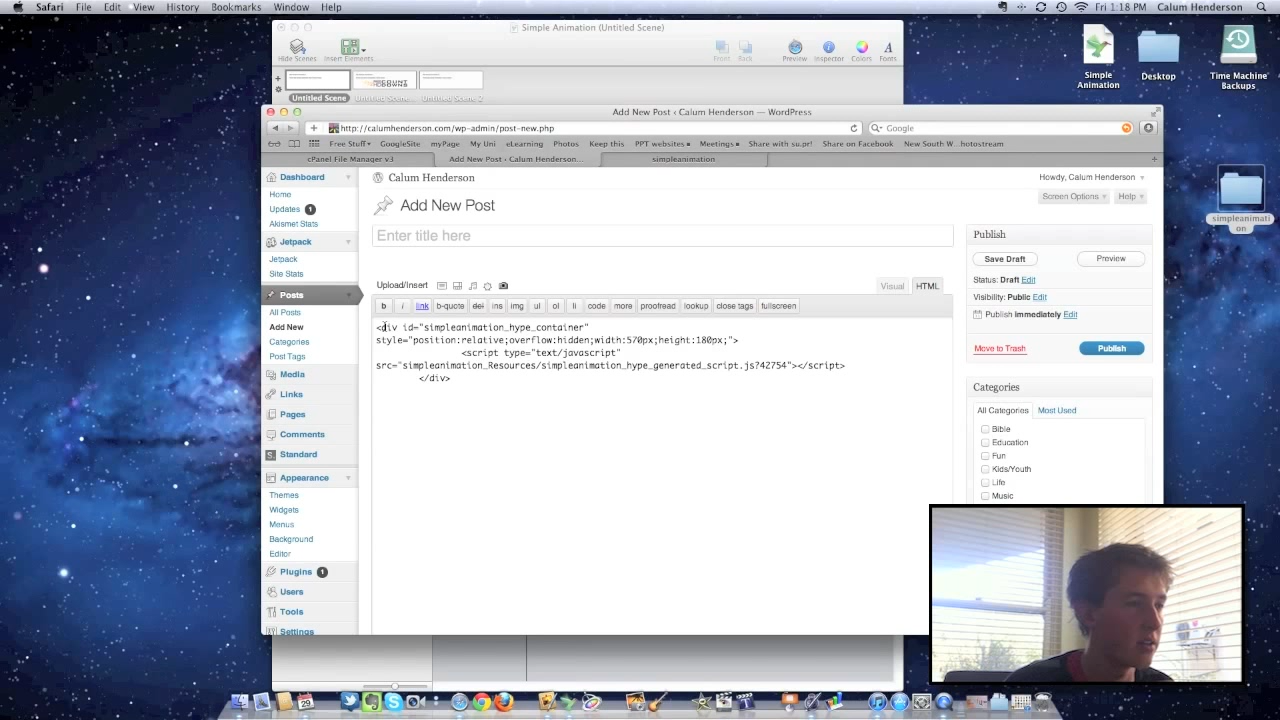 Safari File Edit View History Bookmarks Window Help
Fri 1:18 PM Calum Henderson
Simple Animation (Untitled Scene)
Hide Scenes Insert Elements Front Back Preview Inspector Colors Fonts
Untitled Scene Untitled Scene... Untitled Scene 2
Simple Animation
Desktop
Time Machine Backups
simpleanimation
Add New Post ‹ Calum Henderson — WordPress
http://calumhenderson.com/wp-admin/post-new.php
Google
Free Stuff GoogleSite myPage My Uni eLearning Photos Keep this PPT websites Meetings Share with su.pr! Share on Facebook New South W...hotostream
cPanel File Manager v3 Add New Post ‹ Calum Henderson... simpleanimation
Dashboard
Home
Updates 1
Akismet Stats
Jetpack
Jetpack
Site Stats
Posts
All Posts
Add New
Categories
Post Tags
Media
Links
Pages
Comments
Standard
Appearance
Themes
Widgets
Menus
Background
Editor
Plugins 1
Users
Tools
Settings
Calum Henderson
Howdy, Calum Henderson
Screen Options Help
Add New Post
Enter title here
Upload/Insert
Visual HTML
b i link b-quote del ins img ul ol li code more proofread lookup close tags fullscreen
<div id="simpleanimation_hype_container"
style="position:relative;overflow:hidden;width:570px;height:180px;">
<script type="text/javascript"
src="simpleanimation_Resources/simpleanimation_hype_generated_script.js?42754"></script>
</div>
Publish
Save Draft Preview
Status: Draft Edit
Visibility: Public Edit
Publish immediately Edit
Move to Trash Publish
Categories
All Categories Most Used
Bible
Education
Fun
Kids/Youth
Life
Music
29